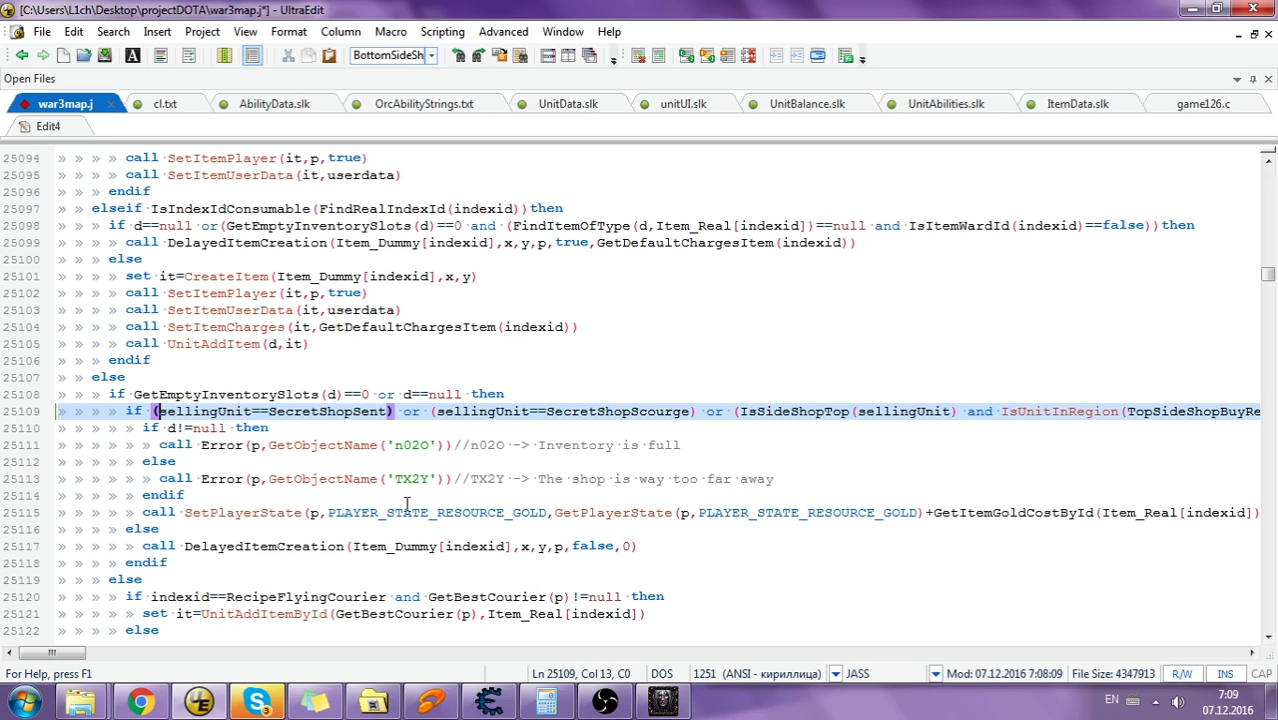 [C:\Users\L1ch\Desktop\projectDOTA\war3map.j*] - UltraEdit
File Edit Search Insert Project View Format Column Macro Scripting Advanced Window Help
BottomSideSh
Open Files
war3map.j cl.txt AbilityData.slk OrcAbilityStrings.txt UnitData.slk unitUI.slk UnitBalance.slk UnitAbilities.slk ItemData.slk game126.c
Edit4
25094 » » » » call·SetItemPlayer(it,p,true)
25095 » » » » call·SetItemUserData(it,userdata)
25096 » » » endif
25097 » » elseif·IsIndexIdConsumable(FindRealIndexId(indexid))then
25098 » » » if·d==null·or(GetEmptyInventorySlots(d)==0·and·(FindItemOfType(d,Item_Real[indexid])==null·and·IsItemWardId(indexid)==false))then
25099 » » » » call·DelayedItemCreation(Item_Dummy[indexid],x,y,p,true,GetDefaultChargesItem(indexid))
25100 » » » else
25101 » » » » set·it=CreateItem(Item_Dummy[indexid],x,y)
25102 » » » » call·SetItemPlayer(it,p,true)
25103 » » » » call·SetItemUserData(it,userdata)
25104 » » » » call·SetItemCharges(it,GetDefaultChargesItem(indexid))
25105 » » » » call·UnitAddItem(d,it)
25106 » » » endif
25107 » » else
25108 » » » if·GetEmptyInventorySlots(d)==0·or·d==null·then
25109 » » » » if·(sellingUnit==SecretShopSent)·or·(sellingUnit==SecretShopScourge)·or·(IsSideShopTop(sellingUnit)·and·IsUnitInRegion(TopSideShopBuyRe
25110 » » » » » if·d!=null·then
25111 » » » » » » call·Error(p,GetObjectName('n02O'))//n02O·->·Inventory·is·full
25112 » » » » » else
25113 » » » » » » call·Error(p,GetObjectName('TX2Y'))//TX2Y·->·The·shop·is·way·too·far·away
25114 » » » » » endif
25115 » » » » » call·SetPlayerState(p,PLAYER_STATE_RESOURCE_GOLD,GetPlayerState(p,PLAYER_STATE_RESOURCE_GOLD)+GetItemGoldCostById(Item_Real[indexid])
25116 » » » » else
25117 » » » » » call·DelayedItemCreation(Item_Dummy[indexid],x,y,p,false,0)
25118 » » » » endif
25119 » » » else
25120 » » » » if·indexid==RecipeFlyingCourier·and·GetBestCourier(p)!=null·then
25121 » » » » » set·it=UnitAddItemById(GetBestCourier(p),Item_Real[indexid])
25122 » » » » else
For Help, press F1 Ln 25109, Col 13, C0 DOS 1251 (ANSI - кириллица) JASS Mod: 07.12.2016 7:08:09 File Size: 4347913 R/W INS CAP
EN 7:09
07.12.2016